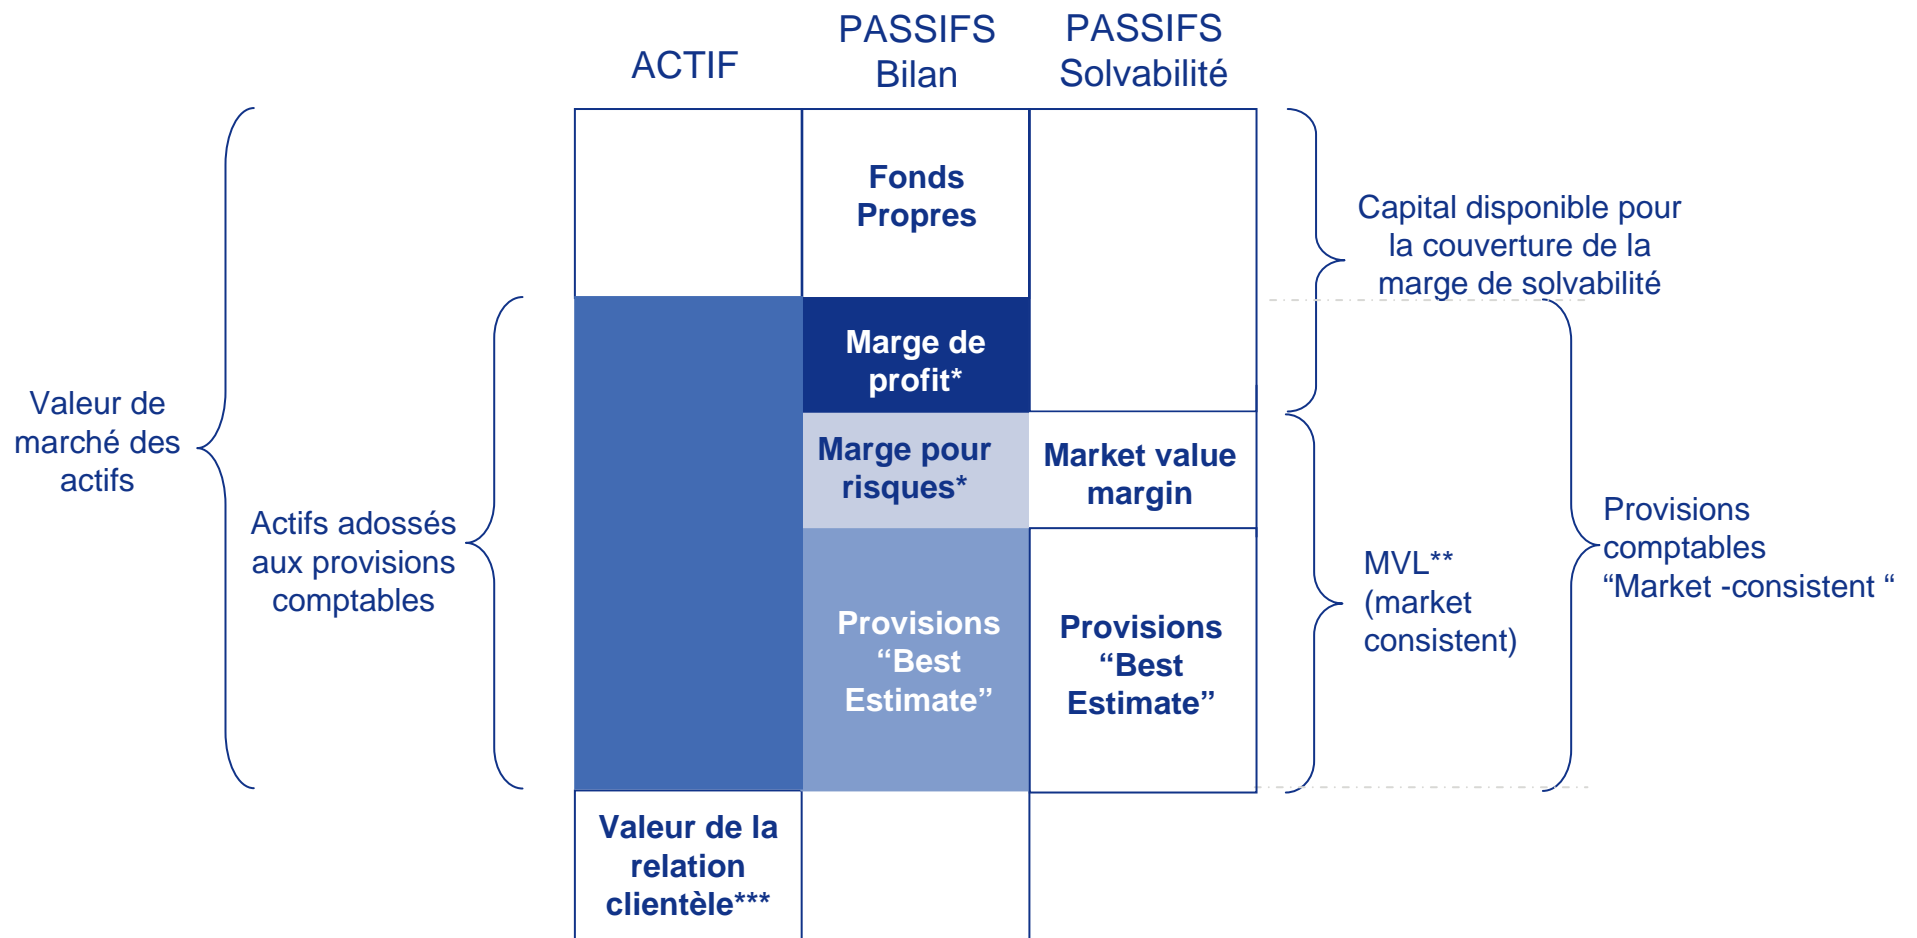 ACTIF
PASSIFS
Bilan
PASSIFS
Solvabilité
Fonds
Propres
Capital disponible pour
la couverture de la
marge de solvabilité
Marge de
profit*
Valeur de
marché des
actifs
Marge pour
risques*
Market value
margin
Actifs adossés
aux provisions
comptables
Provisions
comptables
“Market -consistent “
MVL**
(market
consistent)
Provisions
“Best
Estimate”
Provisions
“Best
Estimate”
Valeur de la
relation
clientèle***